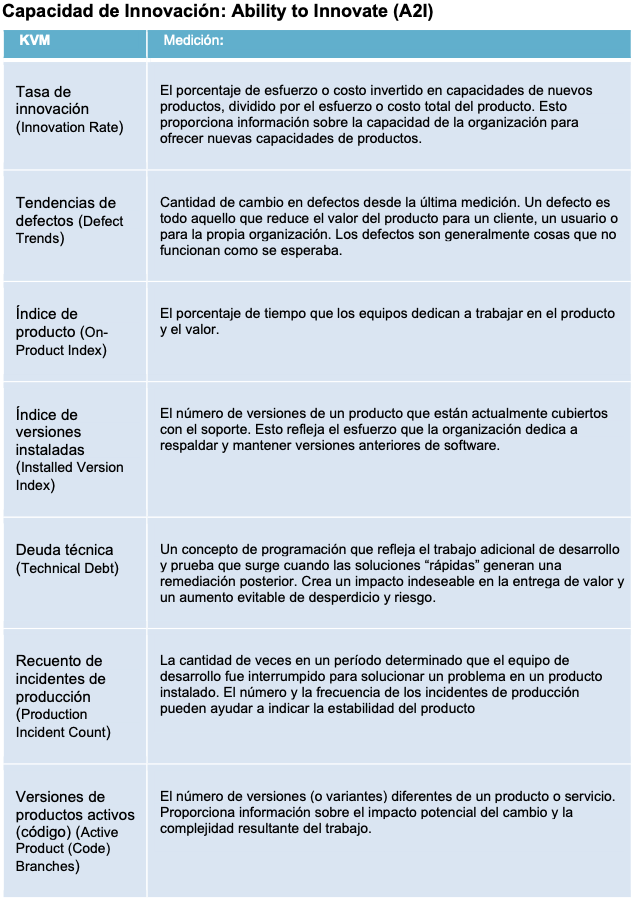 Capacidad de Innovación: Ability to Innovate (A2I)
KVM
Medición:
Tasa de
innovación
(Innovation Rate)
El porcentaje de esfuerzo o costo invertido en capacidades de nuevos
productos, dividido por el esfuerzo o costo total del producto. Esto
proporciona información sobre la capacidad de la organización para
ofrecer nuevas capacidades de productos.
Tendencias de
defectos (Defect
Trends)
Cantidad de cambio en defectos desde la última medición. Un defecto es
todo aquello que reduce el valor del producto para un cliente, un usuario o
para la propia organización. Los defectos son generalmente cosas que no
funcionan como se esperaba.
Índice de
producto (On-
Product Index)
El porcentaje de tiempo que los equipos dedican a trabajar en el producto
y el valor.
Índice de
versiones
instaladas
(Installed Version
Index)
El número de versiones de un producto que están actualmente cubiertos
con el soporte. Esto refleja el esfuerzo que la organización dedica a
respaldar y mantener versiones anteriores de software.
Deuda técnica
(Technical Debt)
Un concepto de programación que refleja el trabajo adicional de desarrollo
y prueba que surge cuando las soluciones “rápidas” generan una
remediación posterior. Crea un impacto indeseable en la entrega de valor y
un aumento evitable de desperdicio y riesgo.
Recuento de
incidentes de
producción
(Production
Incident Count)
La cantidad de veces en un período determinado que el equipo de
desarrollo fue interrumpido para solucionar un problema en un producto
instalado. El número y la frecuencia de los incidentes de producción
pueden ayudar a indicar la estabilidad del producto
Versiones de
productos activos
(código) (Active
Product (Code)
Branches)
El número de versiones (o variantes) diferentes de un producto o servicio.
Proporciona información sobre el impacto potencial del cambio y la
complejidad resultante del trabajo.